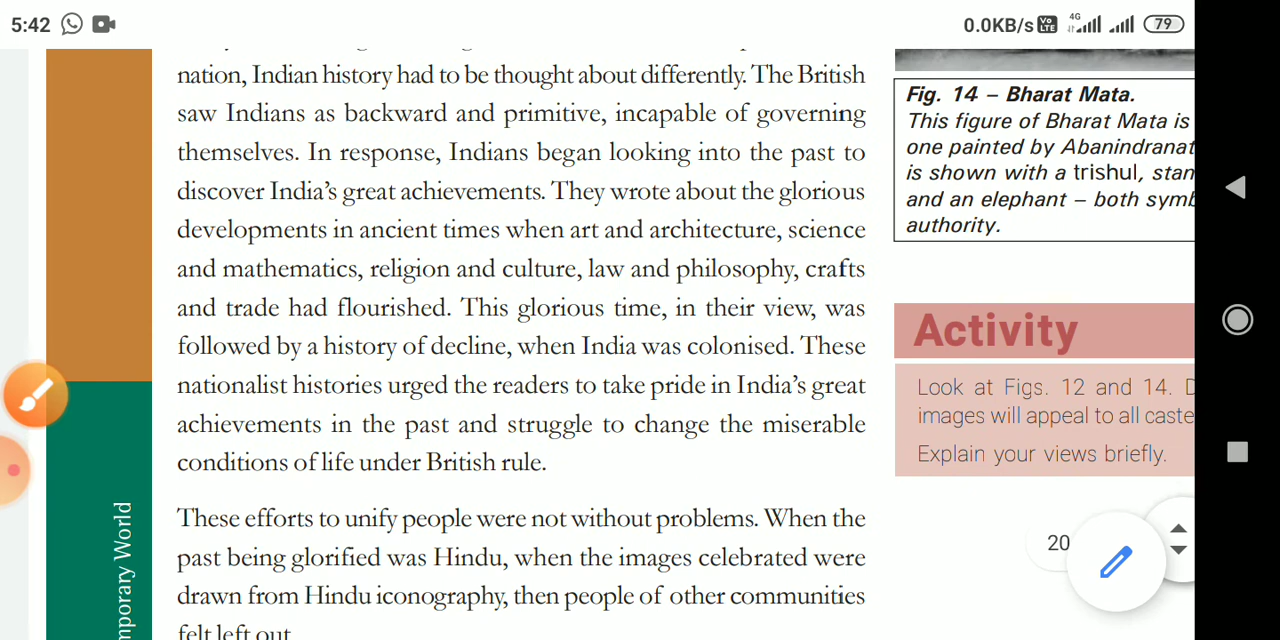 5:42
0.0KB/s Vo LTE 4G 79
nation, Indian history had to be thought about differently. The British
saw Indians as backward and primitive, incapable of governing
themselves. In response, Indians began looking into the past to
discover India's great achievements. They wrote about the glorious
developments in ancient times when art and architecture, science
and mathematics, religion and culture, law and philosophy, crafts
and trade had flourished. This glorious time, in their view, was
followed by a history of decline, when India was colonised. These
nationalist histories urged the readers to take pride in India's great
achievements in the past and struggle to change the miserable
conditions of life under British rule.
These efforts to unify people were not without problems. When the
past being glorified was Hindu, when the images celebrated were
drawn from Hindu iconography, then people of other communities
felt left out
mporary World
Fig. 14 – Bharat Mata.
This figure of Bharat Mata is
one painted by Abanindranat
is shown with a trishul, stan
and an elephant – both symb
authority.
Activity
Look at Figs. 12 and 14. D
images will appeal to all caste
Explain your views briefly.
20